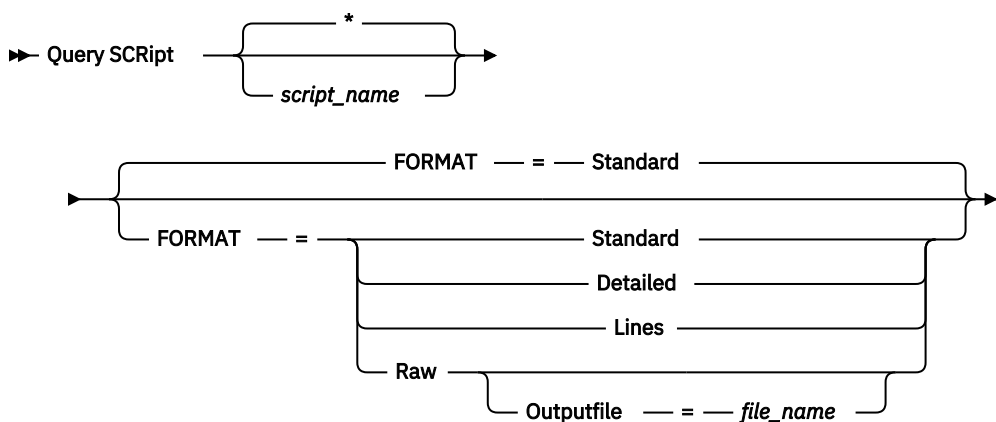 *
Query SCRipt
script_name
FORMAT = Standard
FORMAT = Standard
Detailed
Lines
Raw
Outputfile = file_name